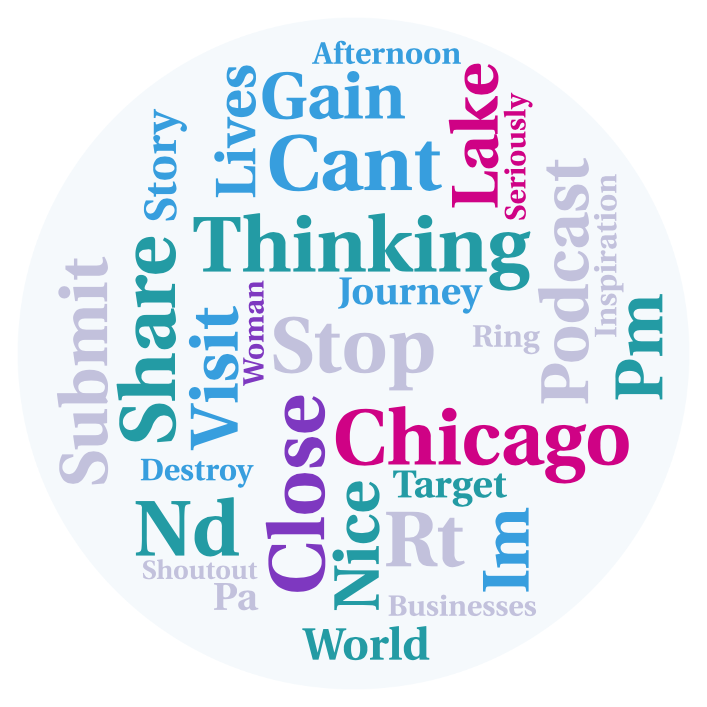 Afternoon
Gain
Lives
Lake
Seriously
Story
Cant
Thinking
Podcast
Inspiration
Share
Submit
Journey
Woman
Visit
Stop
Ring
Pm
Close
Chicago
Destroy
Target
Nd
Nice
Rt
Im
Shoutout
Pa
Businesses
World